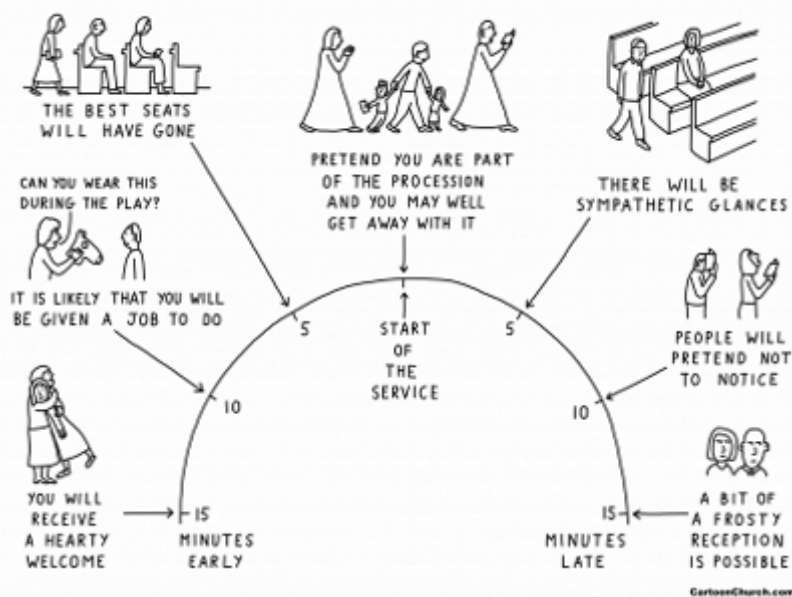 THE BEST SEATS
WILL HAVE GONE
PRETEND YOU ARE PART
OF THE PROCESSION
AND YOU MAY WELL
GET AWAY WITH IT
THERE WILL BE
SYMPATHETIC GLANCES
CAN YOU WEAR THIS
DURING THE PLAY?
IT IS LIKELY THAT YOU WILL
BE GIVEN A JOB TO DO
5
START
OF
THE
SERVICE
5
PEOPLE WILL
PRETEND NOT
TO NOTICE
10
10
YOU WILL
RECEIVE
A HEARTY
WELCOME
15
MINUTES
EARLY
15
MINUTES
LATE
A BIT OF
A FROSTY
RECEPTION
IS POSSIBLE
CartoonChurch.com